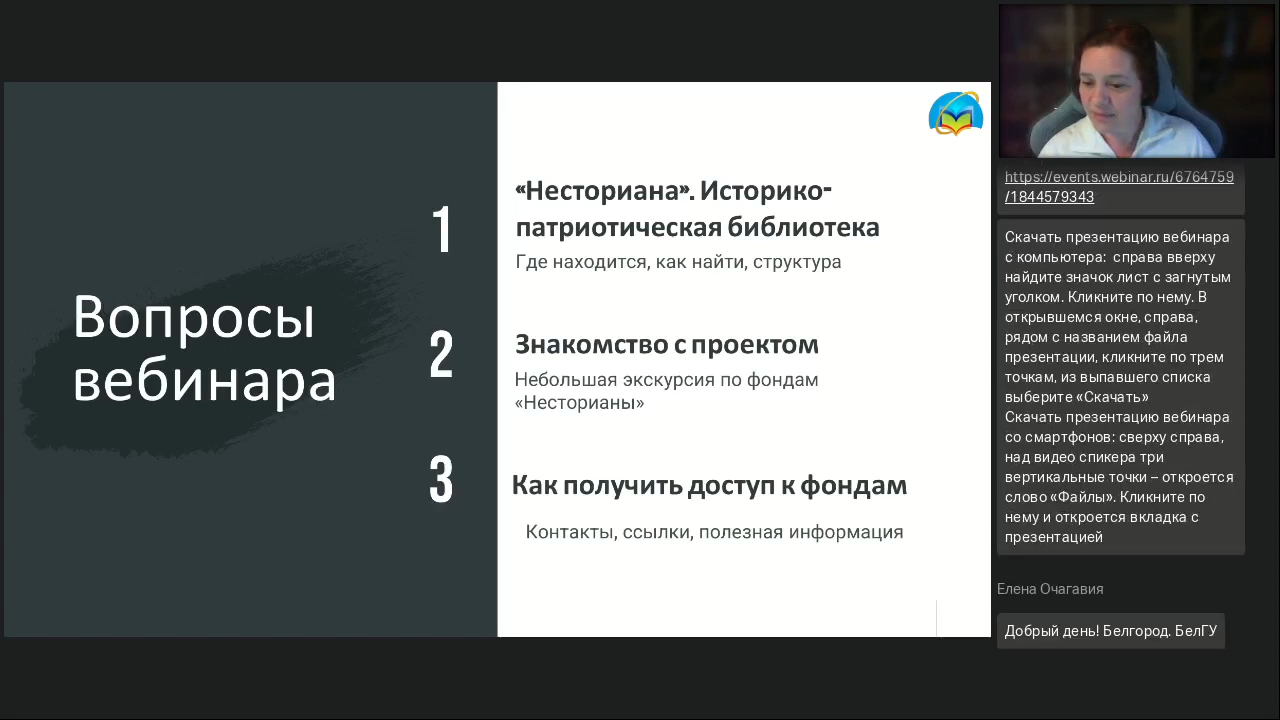 Вопросы
вебинара
1
«Несториана». Историко-
патриотическая библиотека
Где находится, как найти, структура
2
Знакомство с проектом
Небольшая экскурсия по фондам
«Несторианы»
3
Как получить доступ к фондам
Контакты, ссылки, полезная информация
https://events.webinar.ru/6764759
/1844579343
Скачать презентацию вебинара
с компьютера: справа вверху
найдите значок лист с загнутым
уголком. Кликните по нему. В
открывшемся окне, справа,
рядом с названием файла
презентации, кликните по трем
точкам, из выпавшего списка
выберите «Скачать»
Скачать презентацию вебинара
со смартфонов: сверху справа,
над видео спикера три
вертикальные точки – откроется
слово «Файлы». Кликните по
нему и откроется вкладка с
презентацией
Елена Очагавия
Добрый день! Белгород. БелГУ